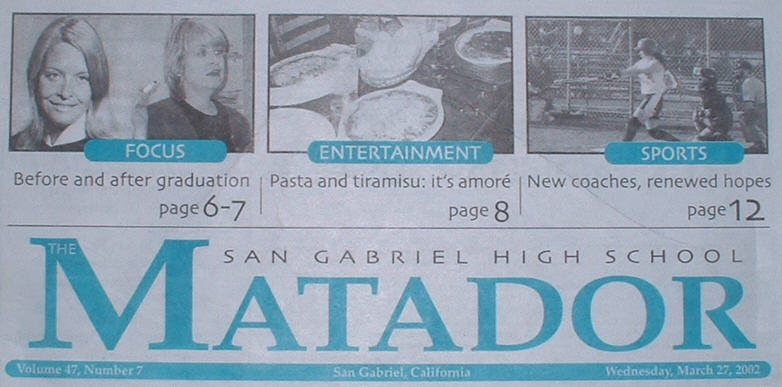 FOCUS
Before and after graduation
page 6-7
ENTERTAINMENT
Pasta and tiramisu: it's amoré
page 8
SPORTS
New coaches, renewed hopes
page 12
THE MATADOR
SAN GABRIEL HIGH SCHOOL
Volume 47, Number 7
San Gabriel, California
Wednesday, March 27, 2002